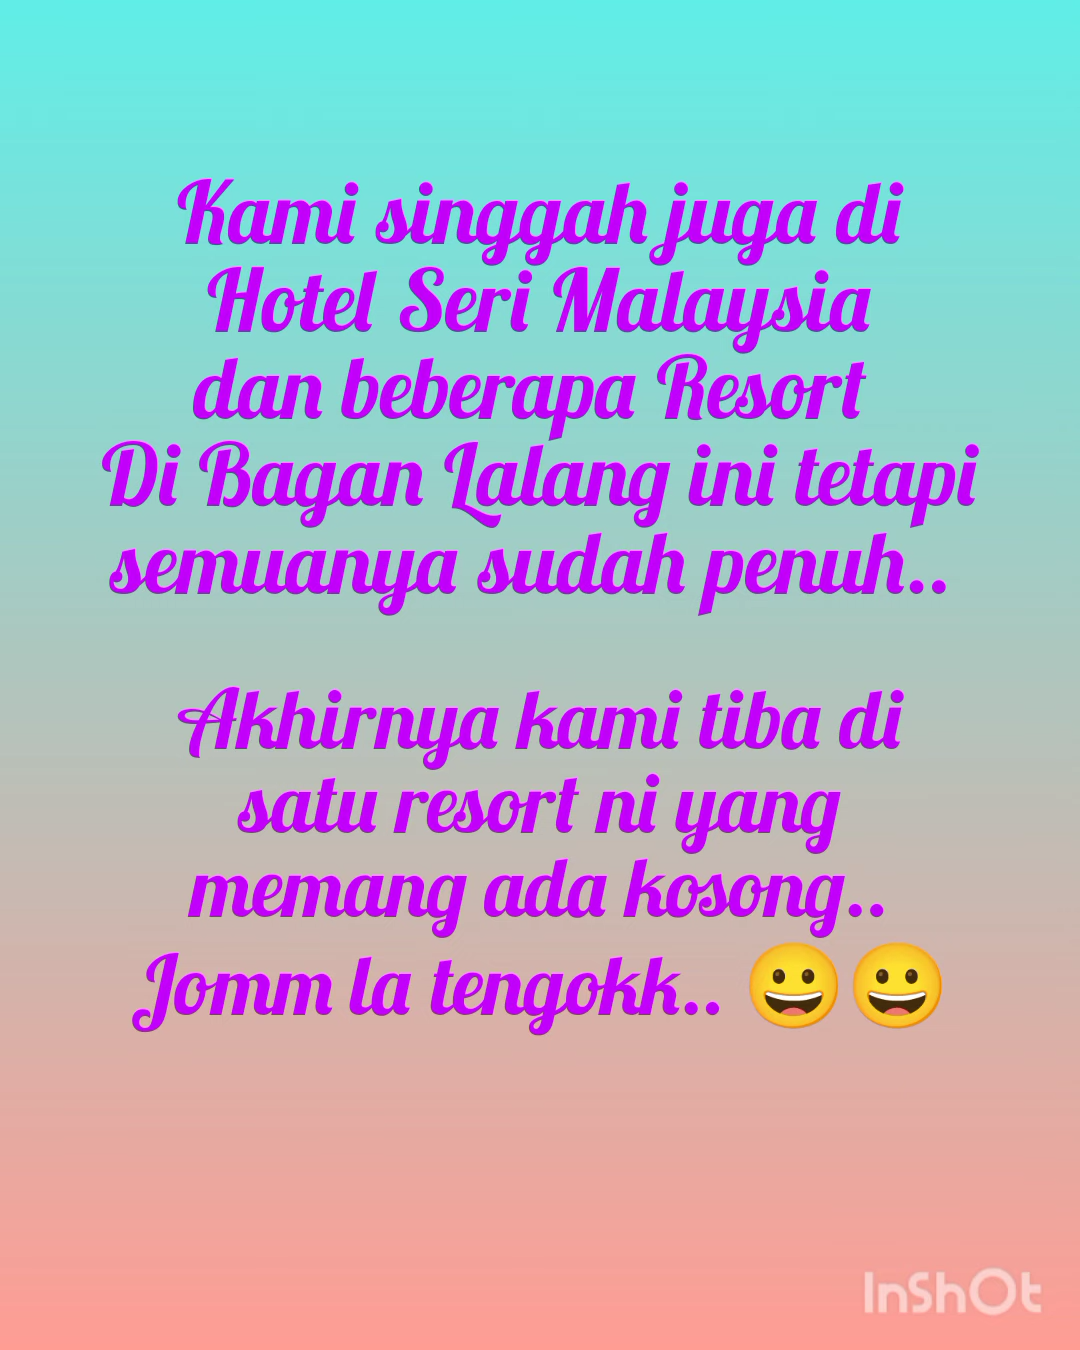 Kami singgah juga di
Hotel Seri Malaysia
dan beberapa Resort
Di Bagan Lalang ini tetapi
semuanya sudah penuh..
Akhirnya kami tiba di
satu resort ni yang
memang ada kosong..
Jomm la tengokk.. 😀😀
InShOt